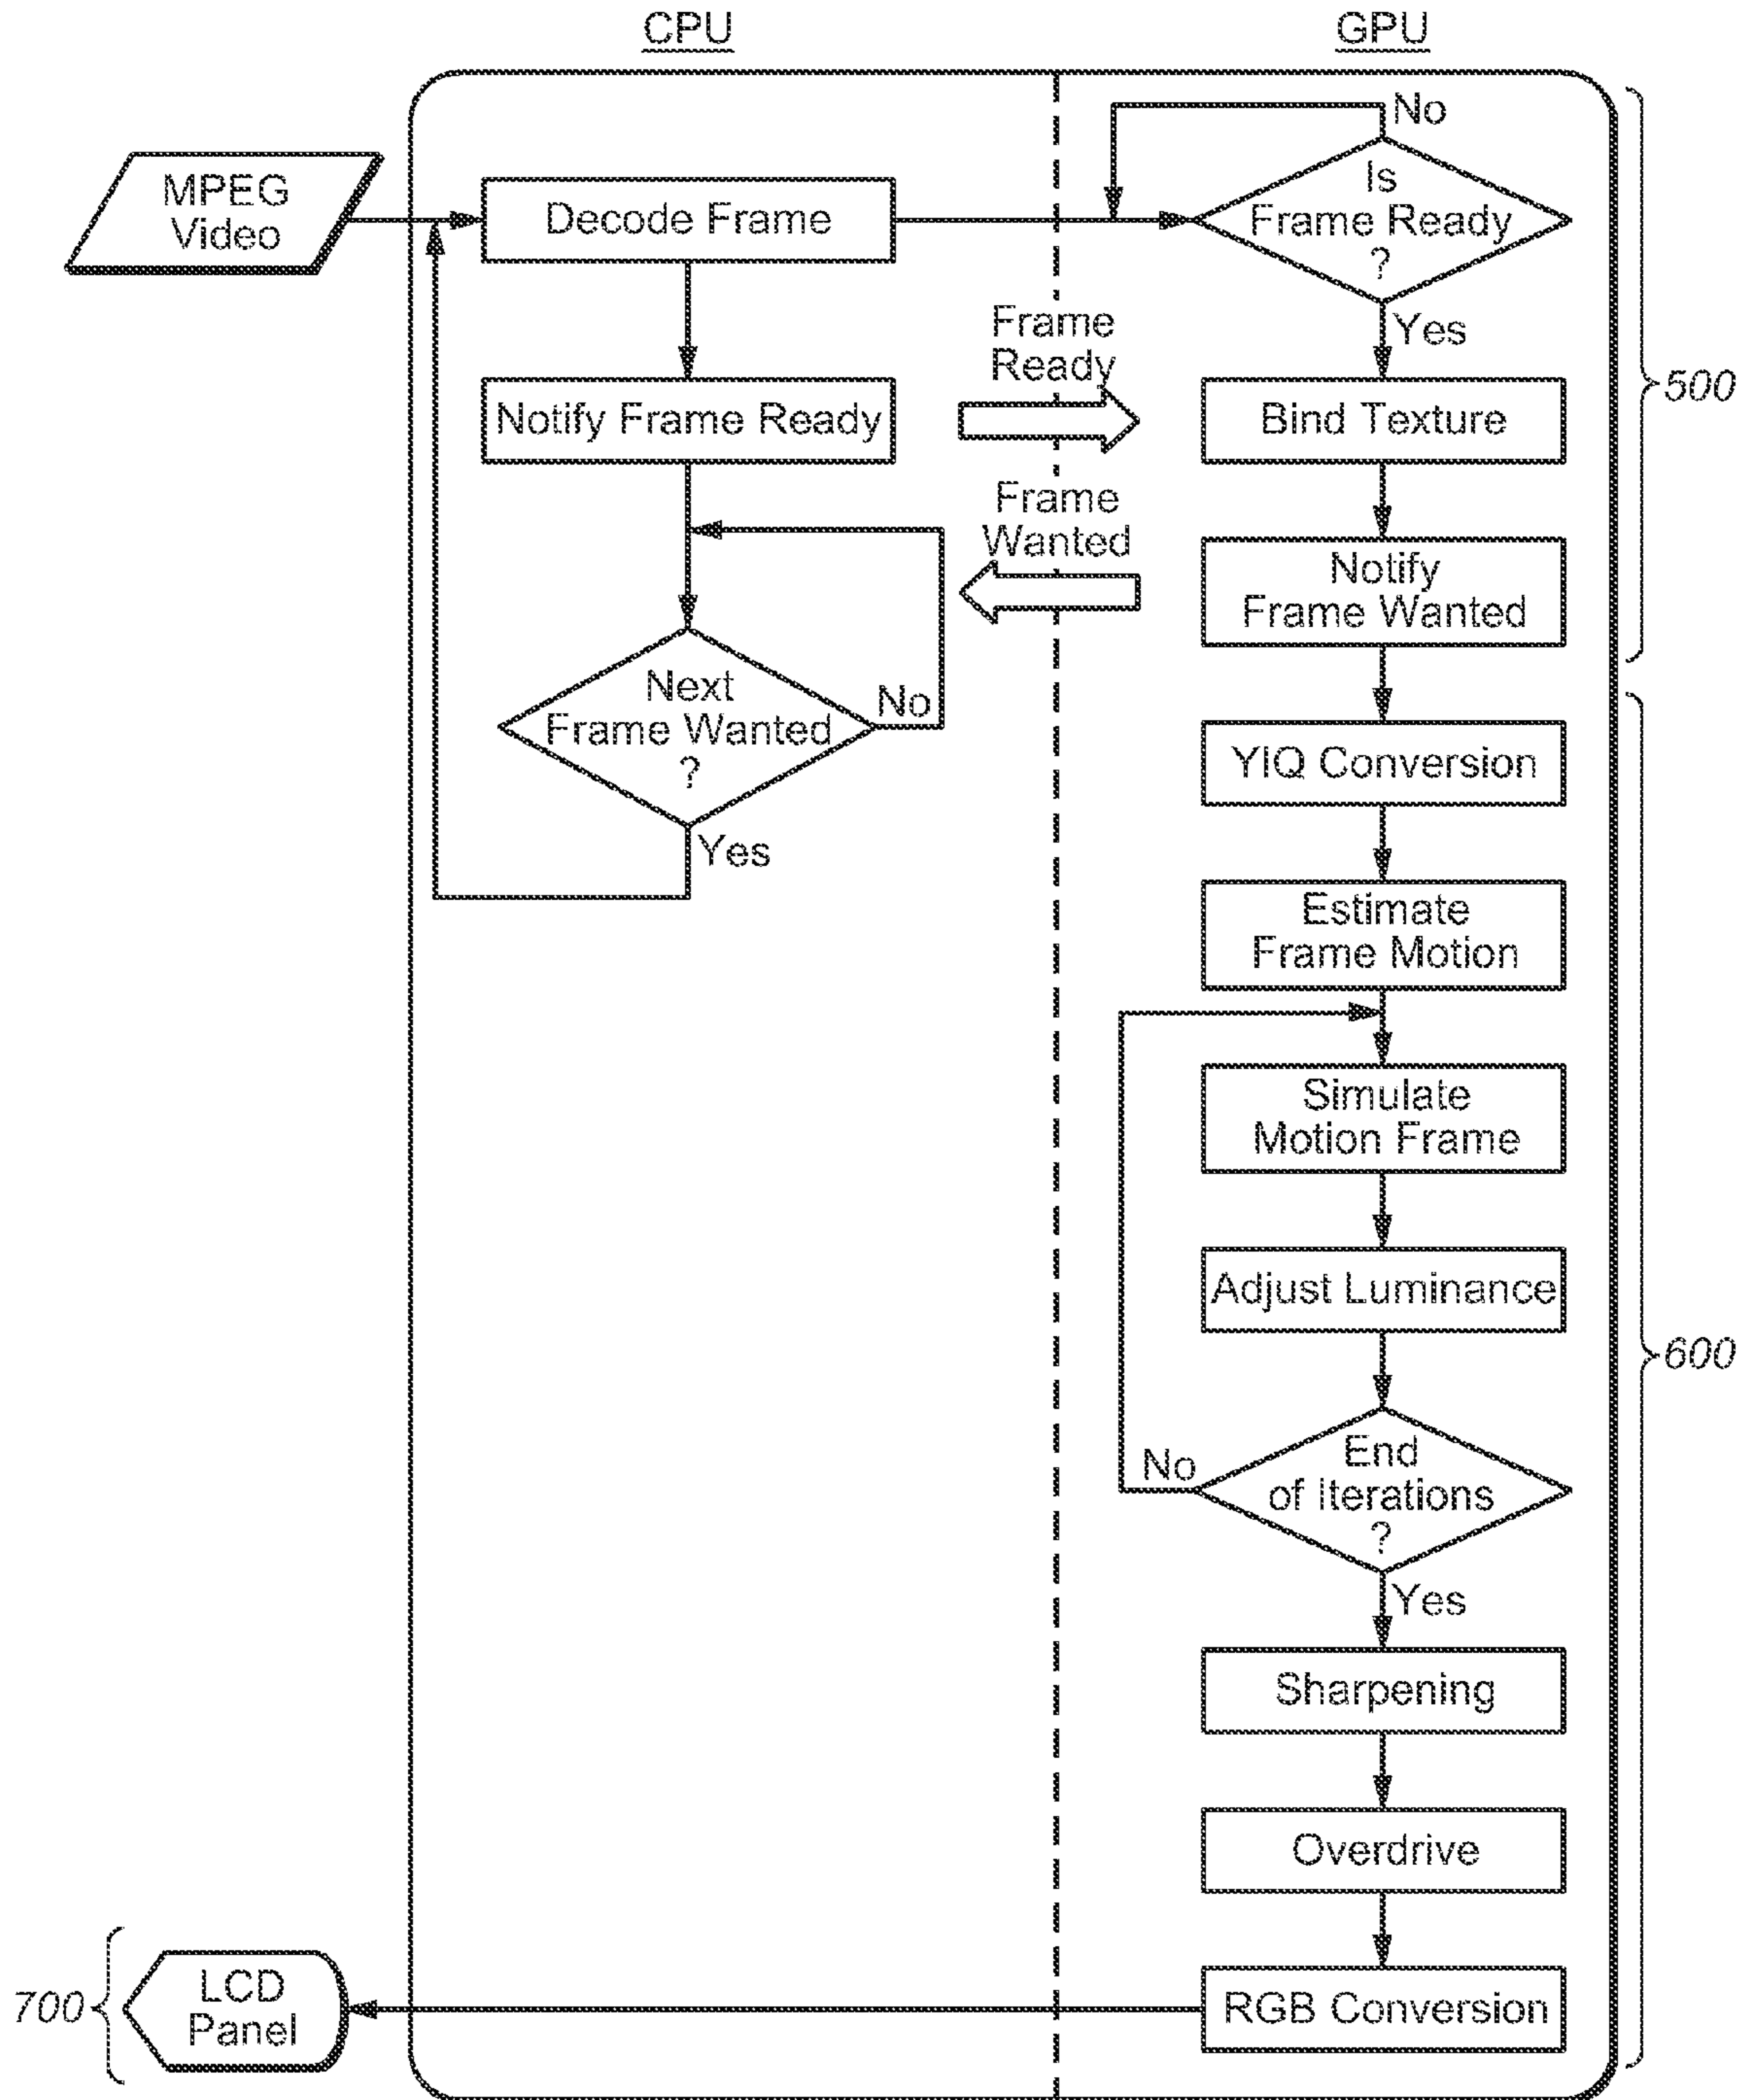 CPU
GPU
No
MPEG
Video
Decode Frame
Is
Frame Ready
?
Yes
Frame
Ready
Notify Frame Ready
Bind Texture
500
Frame
Wanted
Notify
Frame Wanted
Next
Frame Wanted
?
No
Yes
YIQ Conversion
Estimate
Frame Motion
Simulate
Motion Frame
Adjust Luminance
600
End
of Iterations
?
No
Yes
Sharpening
Overdrive
RGB Conversion
700
LCD
Panel